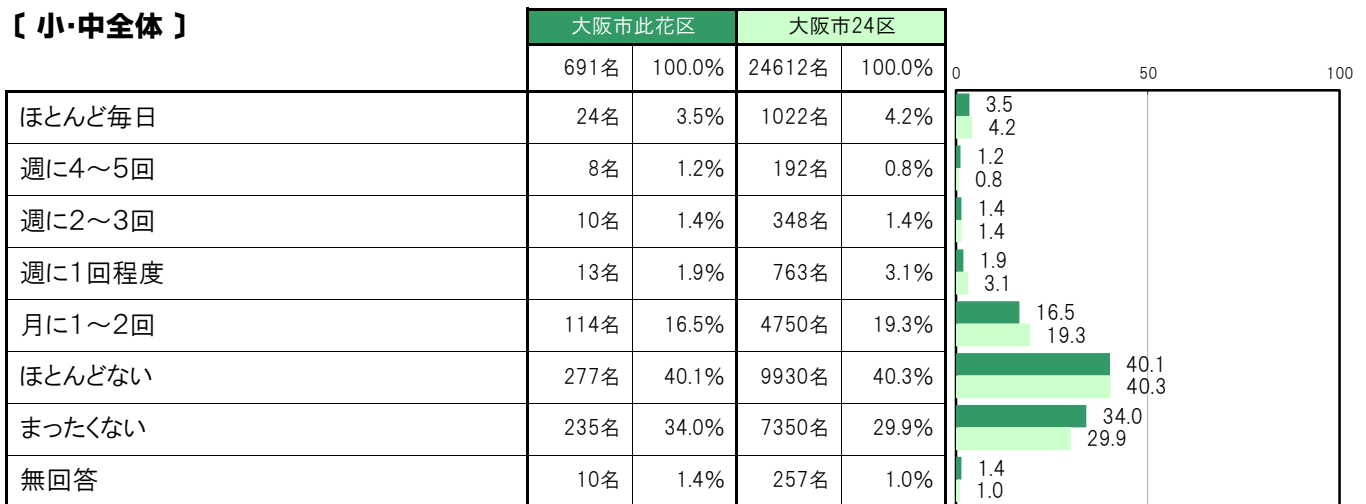 〔 小・中全体 〕
大阪市此花区 大阪市24区
691名 100.0% 24612名 100.0%
0 50 100
ほとんど毎日 24名 3.5% 1022名 4.2%
3.5
4.2
週に4～5回 8名 1.2% 192名 0.8%
1.2
0.8
週に2～3回 10名 1.4% 348名 1.4%
1.4
1.4
週に1回程度 13名 1.9% 763名 3.1%
1.9
3.1
月に1～2回 114名 16.5% 4750名 19.3%
16.5
19.3
ほとんどない 277名 40.1% 9930名 40.3%
40.1
40.3
まったくない 235名 34.0% 7350名 29.9%
34.0
29.9
無回答 10名 1.4% 257名 1.0%
1.4
1.0